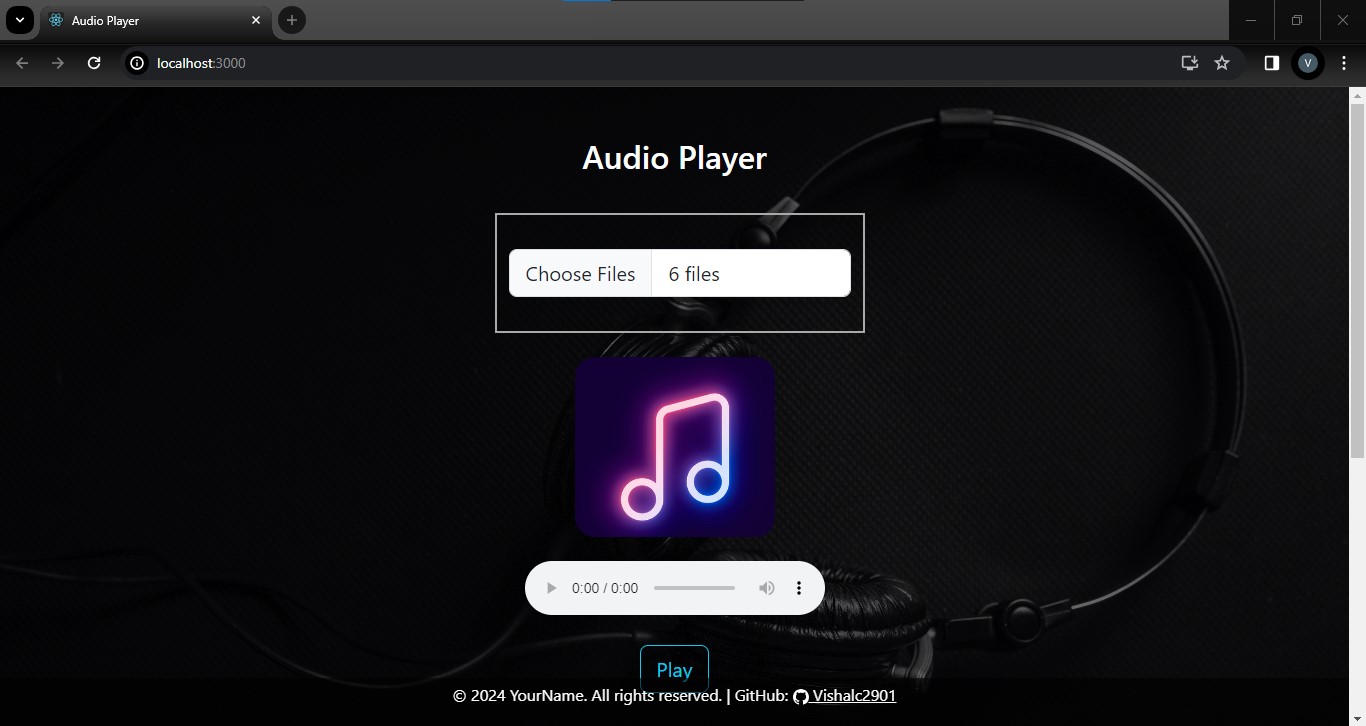 Audio Player
localhost:3000
V
Audio Player
Choose Files 6 files
0:00 / 0:00
Play
© 2024 YourName. All rights reserved. | GitHub: Vishalc2901